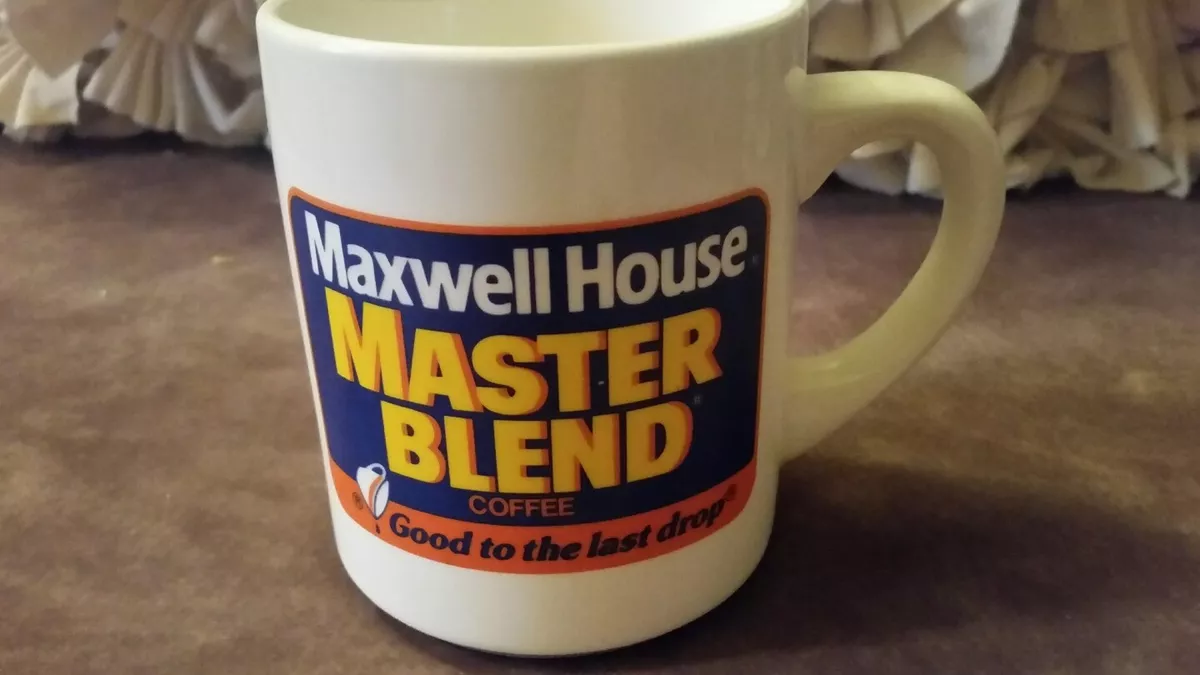 Maxwell House
MASTER
BLEND
COFFEE
Good to the last drop